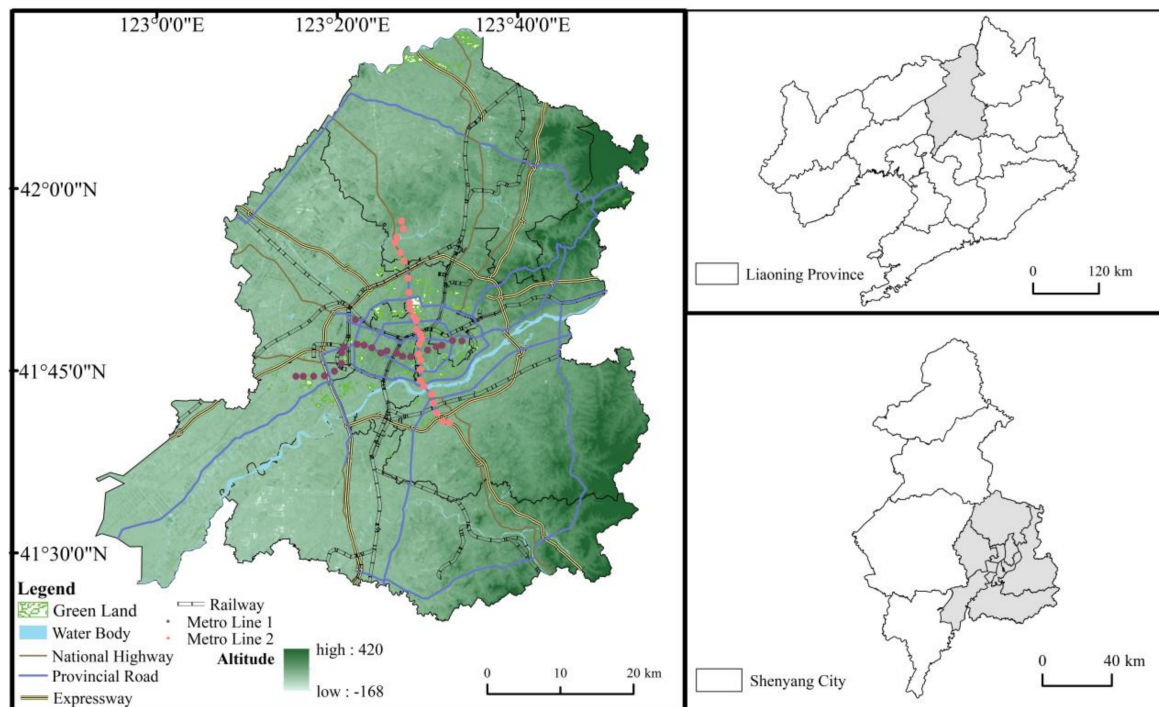 123°0'0"E 123°20'0"E 123°40'0"E
42°0'0"N
41°45'0"N
41°30'0"N
Legend
Green Land
Water Body
National Highway
Provincial Road
Expressway
Railway
Metro Line 1
Metro Line 2
Altitude
high : 420
low : -168
0 10 20 km
Liaoning Province
0 120 km
Shenyang City
0 40 km